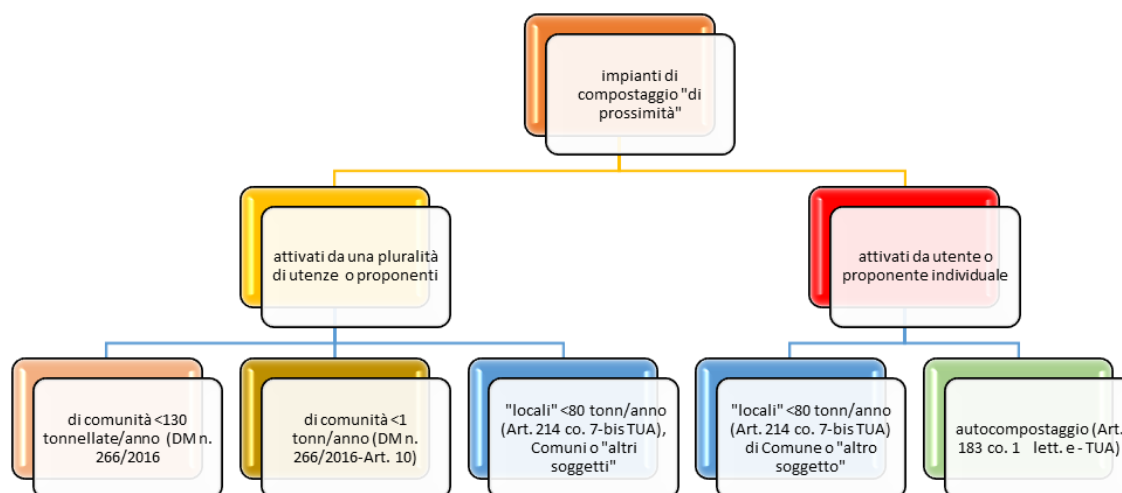 impianti di
compostaggio "di
prossimità"
attivati da una pluralità
di utenze o proponenti
attivati da utente o
proponente individuale
di comunità <130
tonnellate/anno (DM n.
266/2016
di comunità <1
tonn/anno (DM n.
266/2016-Art. 10)
"locali" <80 tonn/anno
(Art. 214 co. 7-bis TUA),
Comuni o "altri
soggetti"
"locali" <80 tonn/anno
(Art. 214 co. 7-bis TUA)
di Comune o "altro
soggetto"
autocompostaggio (Art.
183 co. 1 lett. e - TUA)